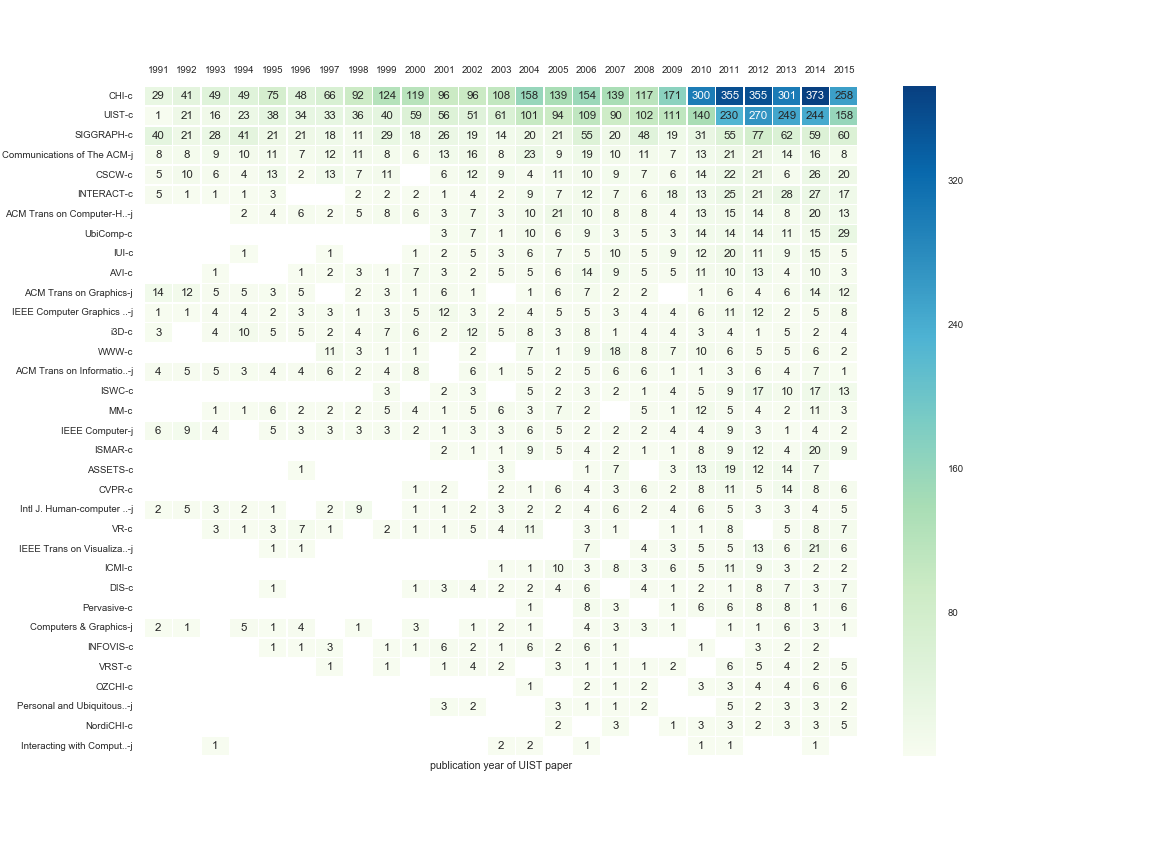 1991 1992 1993 1994 1995 1996 1997 1998 1999 2000 2001 2002 2003 2004 2005 2006 2007 2008 2009 2010 2011 2012 2013 2014 2015
CHI-c 29 41 49 49 75 48 66 92 124 119 96 96 108 158 139 154 139 117 171 300 355 355 301 373 258
UIST-c 1 21 16 23 38 34 33 36 40 59 56 51 61 101 94 109 90 102 111 140 230 270 249 244 158
SIGGRAPH-c 40 21 28 41 21 21 18 11 29 18 26 19 14 20 21 55 20 48 19 31 55 77 62 59 60
Communications of The ACM-j 8 8 9 10 11 7 12 11 8 6 13 16 8 23 9 19 10 11 7 13 21 21 14 16 8
CSCW-c 5 10 6 4 13 2 13 7 11 6 12 9 4 11 10 9 7 6 14 22 21 6 26 20
INTERACT-c 5 1 1 1 3 2 2 2 1 4 2 9 7 12 7 6 18 13 25 21 28 27 17
ACM Trans on Computer-H..-j 2 4 6 2 5 8 6 3 7 3 10 21 10 8 8 4 13 15 14 8 20 13
UbiComp-c 3 7 1 10 6 9 3 5 3 14 14 14 11 15 29
IUI-c 1 1 1 2 5 3 6 7 5 10 5 9 12 20 11 9 15 5
AVI-c 1 1 2 3 1 7 3 2 5 5 6 14 9 5 5 11 10 13 4 10 3
ACM Trans on Graphics-j 14 12 5 5 3 5 2 3 1 6 1 1 6 7 2 2 1 6 4 6 14 12
IEEE Computer Graphics ..-j 1 1 4 4 2 3 3 1 3 5 12 3 2 4 5 5 3 4 4 6 11 12 2 5 8
i3D-c 3 4 10 5 5 2 4 7 6 2 12 5 8 3 8 1 4 4 3 4 1 5 2 4
WWW-c 11 3 1 1 2 7 1 9 18 8 7 10 6 5 5 6 2
ACM Trans on Informatio..-j 4 5 5 3 4 4 6 2 4 8 6 1 5 2 5 6 6 1 1 3 6 4 7 1
ISWC-c 3 2 3 5 2 3 2 1 4 5 9 17 10 17 13
MM-c 1 1 6 2 2 2 5 4 1 5 6 3 7 2 5 1 12 5 4 2 11 3
IEEE Computer-j 6 9 4 5 3 3 3 3 2 1 3 3 6 5 2 2 2 4 4 9 3 1 4 2
ISMAR-c 2 1 1 9 5 4 2 1 1 8 9 12 4 20 9
ASSETS-c 1 3 1 7 3 13 19 12 14 7
CVPR-c 1 2 2 1 6 4 3 6 2 8 11 5 14 8 6
Intl J. Human-computer ..-j 2 5 3 2 1 2 9 1 1 2 3 2 2 4 6 2 4 6 5 3 3 4 5
VR-c 3 1 3 7 1 2 1 1 5 4 11 3 1 1 1 8 5 8 7
IEEE Trans on Visualiza..-j 1 1 7 4 3 5 5 13 6 21 6
ICMI-c 1 1 10 3 8 3 6 5 11 9 3 2 2
DIS-c 1 1 3 4 2 2 4 6 4 1 2 1 8 7 3 7
Pervasive-c 1 8 3 1 6 6 8 8 1 6
Computers & Graphics-j 2 1 5 1 4 1 3 1 2 1 4 3 3 1 1 1 6 3 1
INFOVIS-c 1 1 3 1 1 6 2 1 6 2 6 1 1 3 2 2
VRST-c 1 1 1 4 2 3 1 1 1 2 6 5 4 2 5
OZCHI-c 1 2 1 2 3 3 4 4 6 6
Personal and Ubiquitous..-j 3 2 3 1 1 2 5 2 3 3 2
NordiCHI-c 2 3 1 3 3 2 3 3 5
Interacting with Comput..-j 1 2 2 1 1 1 1
publication year of UIST paper
320
240
160
80